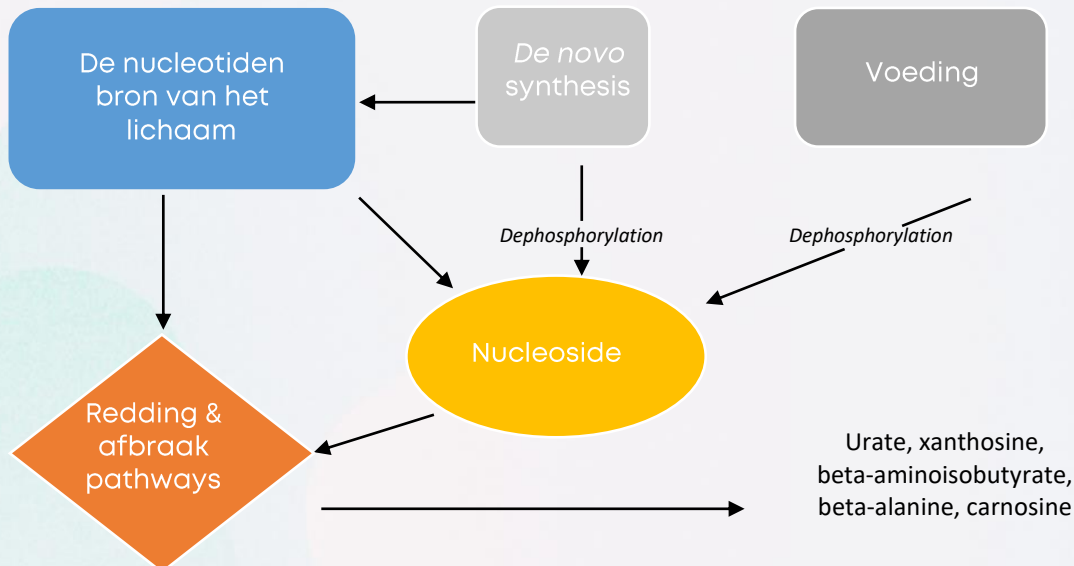 De nucleotiden
bron van het
lichaam
De novo
synthesis
Voeding
Dephosphorylation
Dephosphorylation
Nucleoside
Redding &
afbraak
pathways
Urate, xanthosine,
beta-aminoisobutyrate,
beta-alanine, carnosine